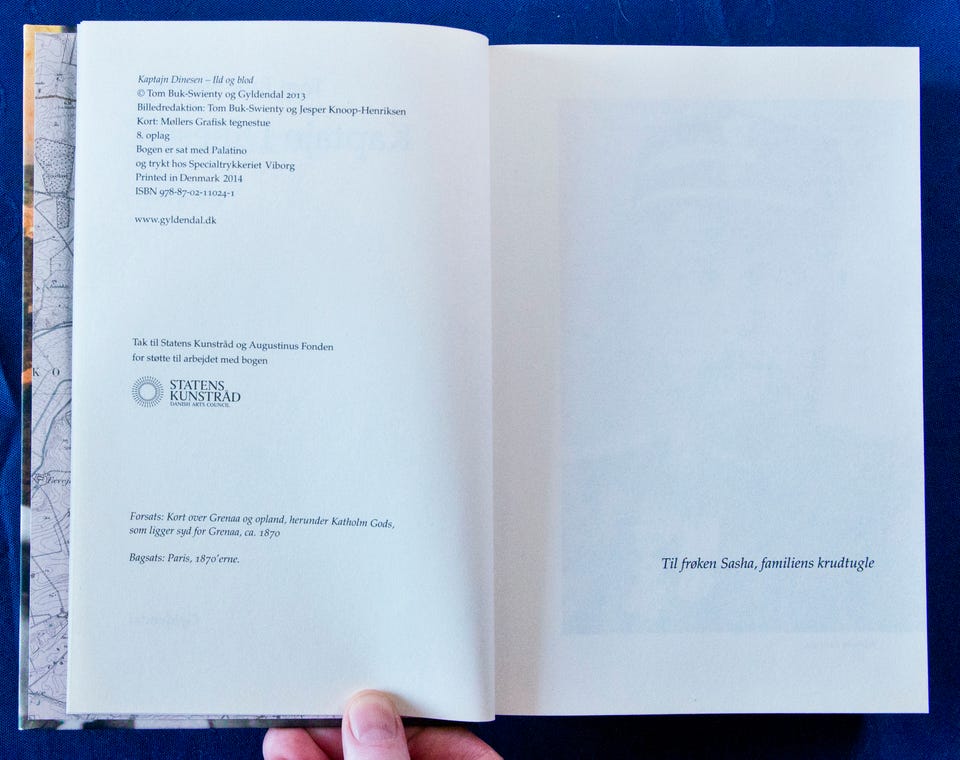 Kaptajn Dinesen – Ild og blod
© Tom Buk-Swienty og Gyldendal 2013
Billedredaktion: Tom Buk-Swienty og Jesper Knoop-Henriksen
Kort: Møllers Grafisk tegnestue
8. oplag
Bogen er sat med Palatino
og trykt hos Specialtrykkeriet Viborg
Printed in Denmark 2014
ISBN 978-87-02-11024-1
www.gyldendal.dk
Tak til Statens Kunstråd og Augustinus Fonden
for støtte til arbejdet med bogen
STATENS
KUNSTRÅD
DANISH ARTS COUNCIL
Forsats: Kort over Grenaa og opland, herunder Katholm Gods,
som ligger syd for Grenaa, ca. 1870
Bagsats: Paris, 1870'erne.
Til frøken Sasha, familiens krudtugle